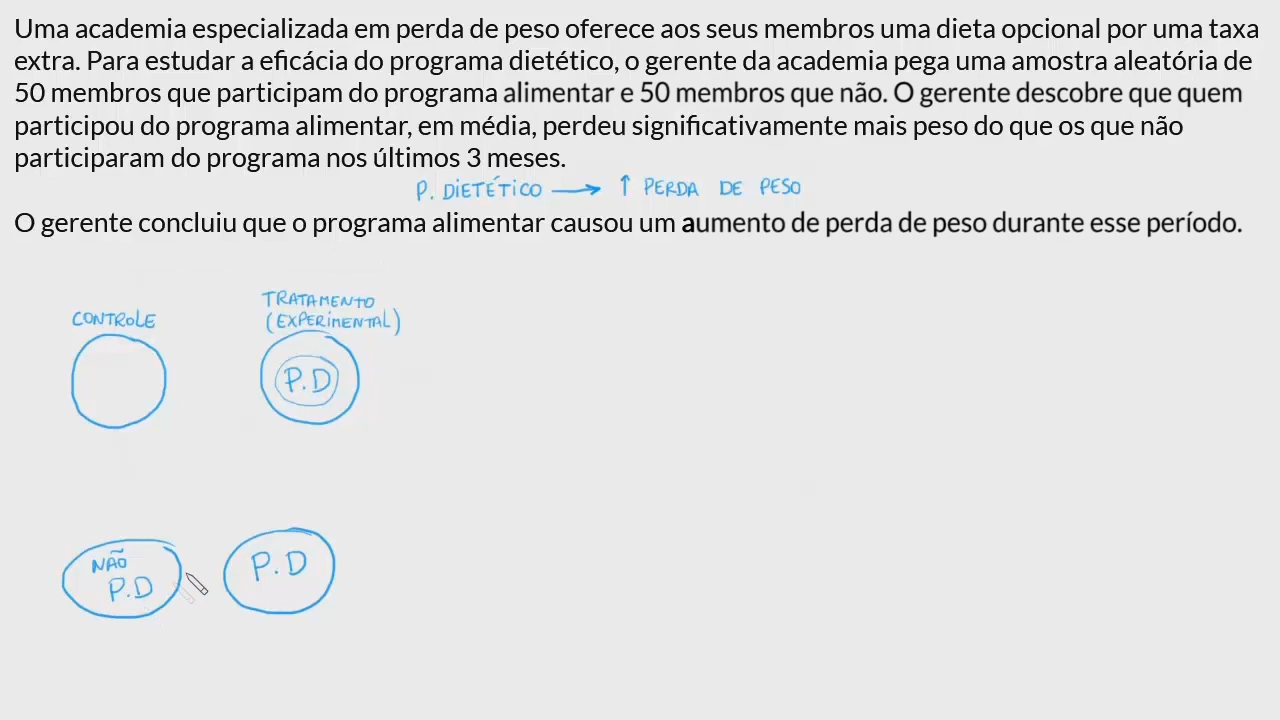 Uma academia especializada em perda de peso oferece aos seus membros uma dieta opcional por uma taxa
extra. Para estudar a eficácia do programa dietético, o gerente da academia pega uma amostra aleatória de
50 membros que participam do programa alimentar e 50 membros que não. O gerente descobre que quem
participou do programa alimentar, em média, perdeu significativamente mais peso do que os que não
participaram do programa nos últimos 3 meses.
P. DIETÉTICO → ↑ PERDA DE PESO
O gerente concluiu que o programa alimentar causou um aumento de perda de peso durante esse período.
CONTROLE
TRATAMENTO
(EXPERIMENTAL)
P.D
NÃO
P.D
P.D